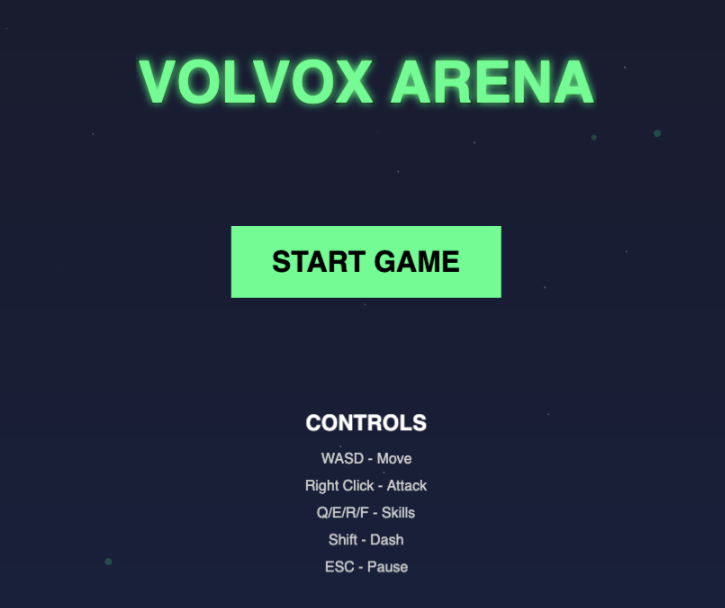 VOLVOX ARENA
START GAME
CONTROLS
WASD - Move
Right Click - Attack
Q/E/R/F - Skills
Shift - Dash
ESC - Pause